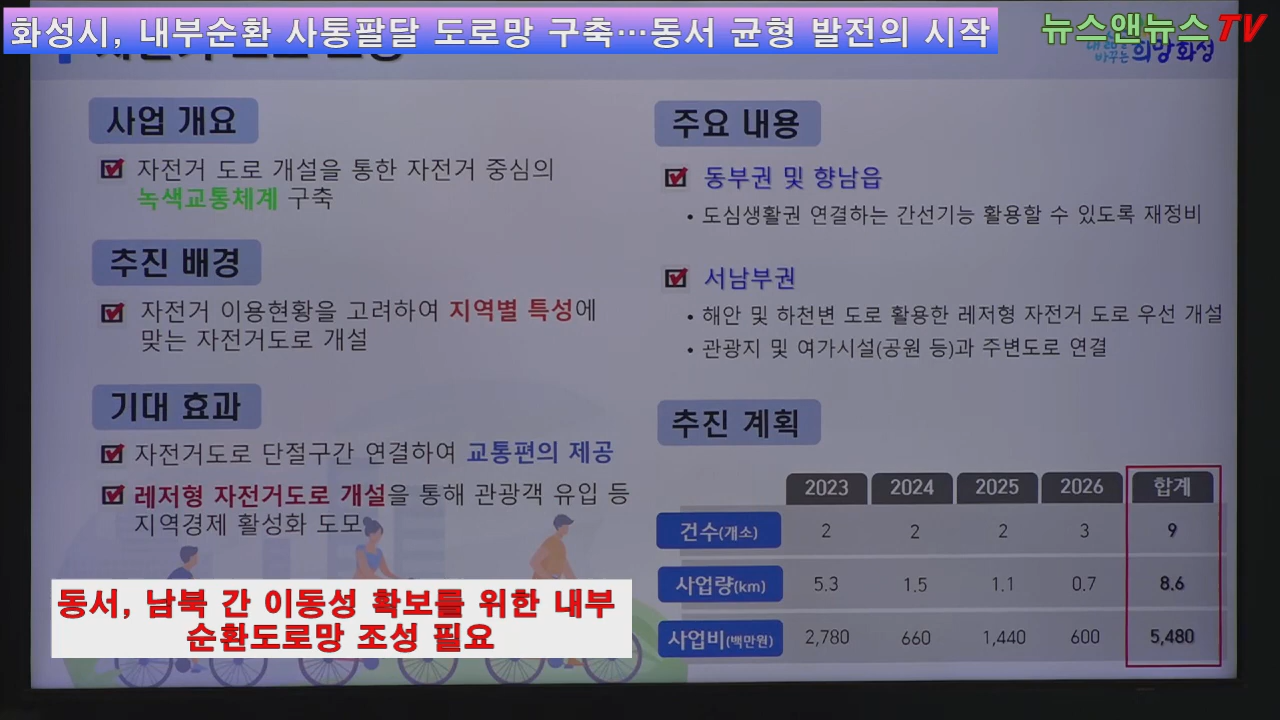 화성시, 내부순환 사통팔달 도로망 구축…동서 균형 발전의 시작
뉴스앤뉴스TV
바꾸는 희망화성
사업 개요
자전거 도로 개설을 통한 자전거 중심의
녹색교통체계 구축
추진 배경
자전거 이용현황을 고려하여 지역별 특성에
맞는 자전거도로 개설
기대 효과
자전거도로 단절구간 연결하여 교통편의 제공
레저형 자전거도로 개설을 통해 관광객 유입 등
지역경제 활성화 도모
주요 내용
동부권 및 향남읍
• 도심생활권 연결하는 간선기능 활용할 수 있도록 재정비
서남부권
• 해안 및 하천변 도로 활용한 레저형 자전거 도로 우선 개설
• 관광지 및 여가시설(공원 등)과 주변도로 연결
추진 계획
2023 2024 2025 2026 합계
건수(개소) 2 2 2 3 9
사업량(km) 5.3 1.5 1.1 0.7 8.6
사업비(백만원) 2,780 660 1,440 600 5,480
동서, 남북 간 이동성 확보를 위한 내부
순환도로망 조성 필요